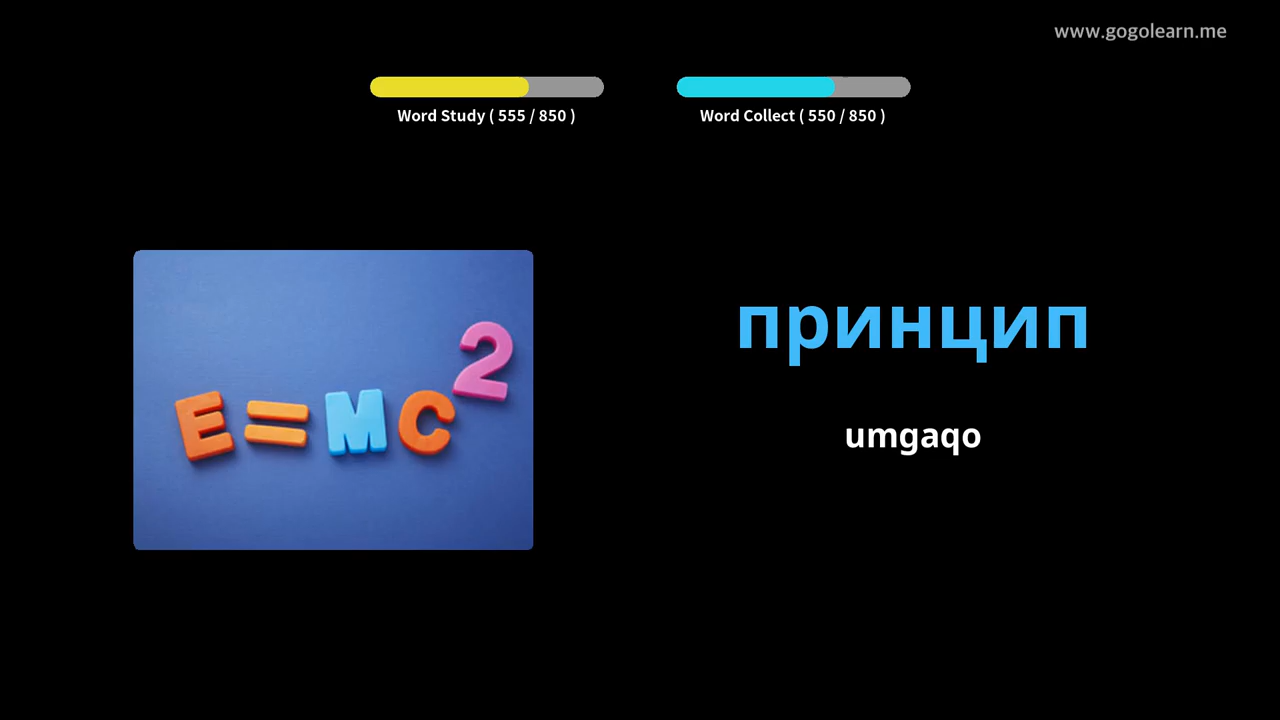 www.gogolearn.me
Word Study ( 555 / 850 )
Word Collect ( 550 / 850 )
E=MC²
принцип
umgaqo